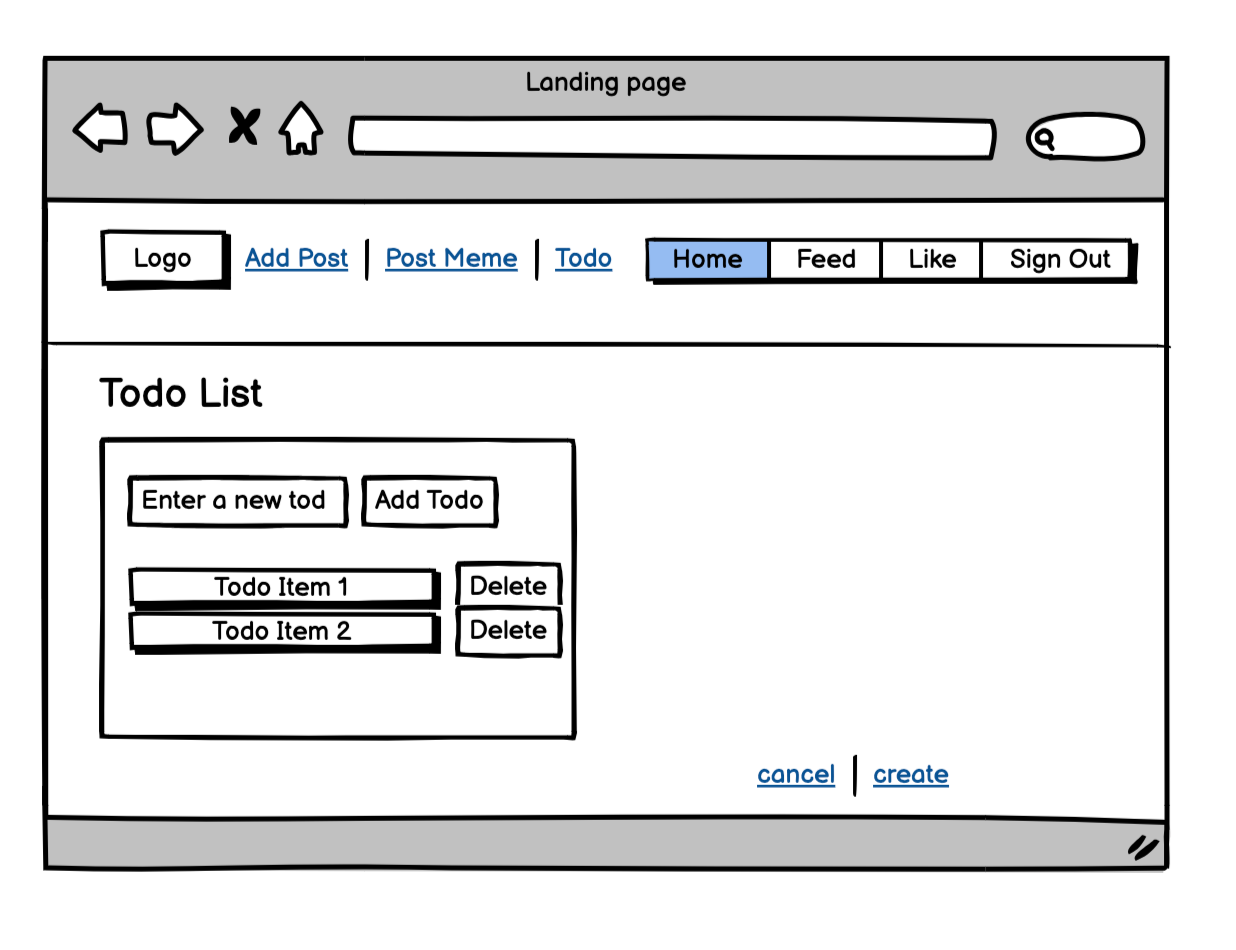 Landing page
Logo Add Post Post Meme Todo Home Feed Like Sign Out
Todo List
Enter a new tod Add Todo
Todo Item 1 Delete
Todo Item 2 Delete
cancel create